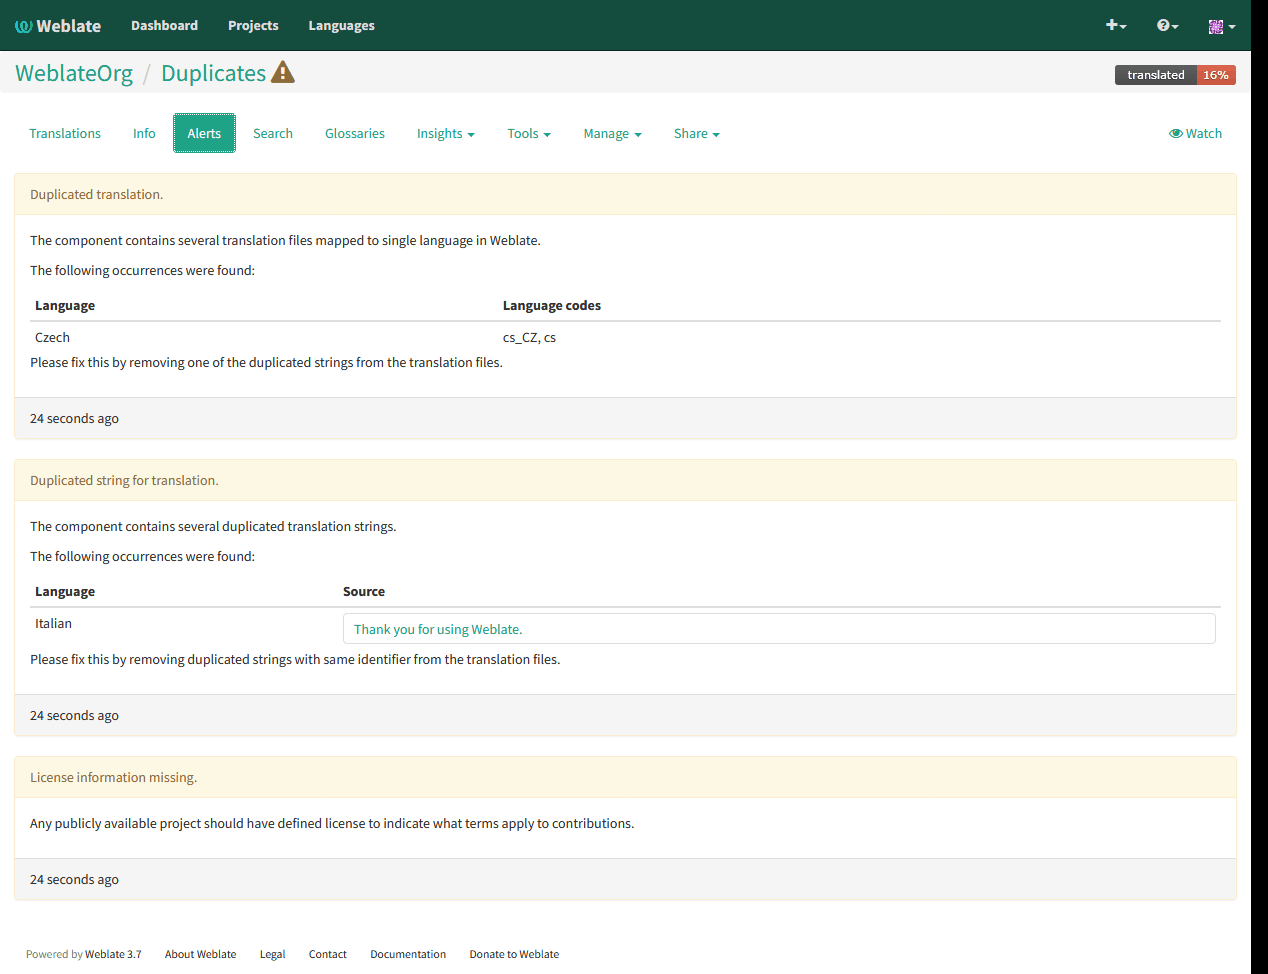 Weblate Dashboard Projects Languages
WeblateOrg / Duplicates translated 16%
Translations Info Alerts Search Glossaries Insights Tools Manage Share Watch
Duplicated translation.
The component contains several translation files mapped to single language in Weblate.
The following occurrences were found:
Language Language codes
Czech cs_CZ, cs
Please fix this by removing one of the duplicated strings from the translation files.
24 seconds ago
Duplicated string for translation.
The component contains several duplicated translation strings.
The following occurrences were found:
Language Source
Italian Thank you for using Weblate.
Please fix this by removing duplicated strings with same identifier from the translation files.
24 seconds ago
License information missing.
Any publicly available project should have defined license to indicate what terms apply to contributions.
24 seconds ago
Powered by Weblate 3.7 About Weblate Legal Contact Documentation Donate to Weblate